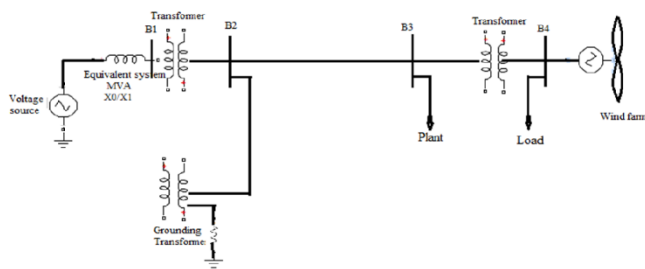 Transformer
B1
B2
B3
Transformer
B4
Equivalent system
MVA
X0/X1
Voltage
source
Plant
Load
Wind farm
Grounding
Transforme